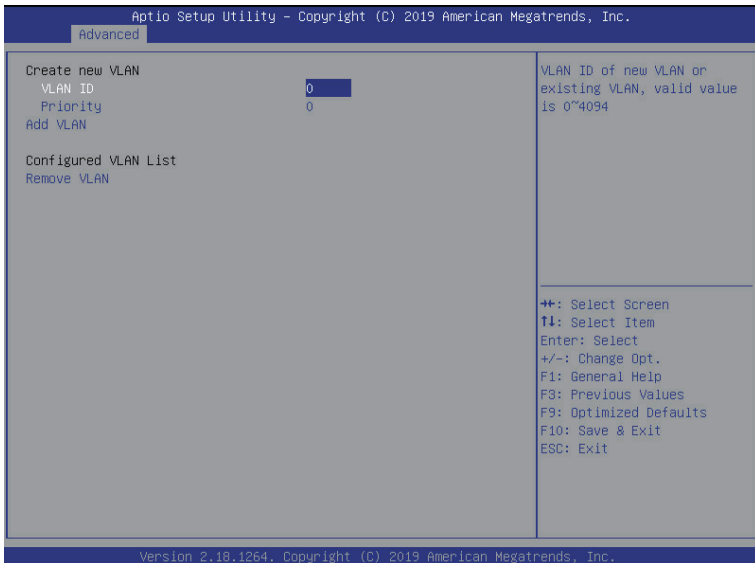 Aptio Setup Utility – Copyright (C) 2019 American Megatrends, Inc.
Advanced
Create new VLAN
VLAN ID 0
Priority 0
Add VLAN
Configured VLAN List
Remove VLAN
VLAN ID of new VLAN or
existing VLAN, valid value
is 0~4094
→←: Select Screen
↑↓: Select Item
Enter: Select
+/-: Change Opt.
F1: General Help
F3: Previous Values
F9: Optimized Defaults
F10: Save & Exit
ESC: Exit
Version 2.18.1264. Copyright (C) 2019 American Megatrends, Inc.